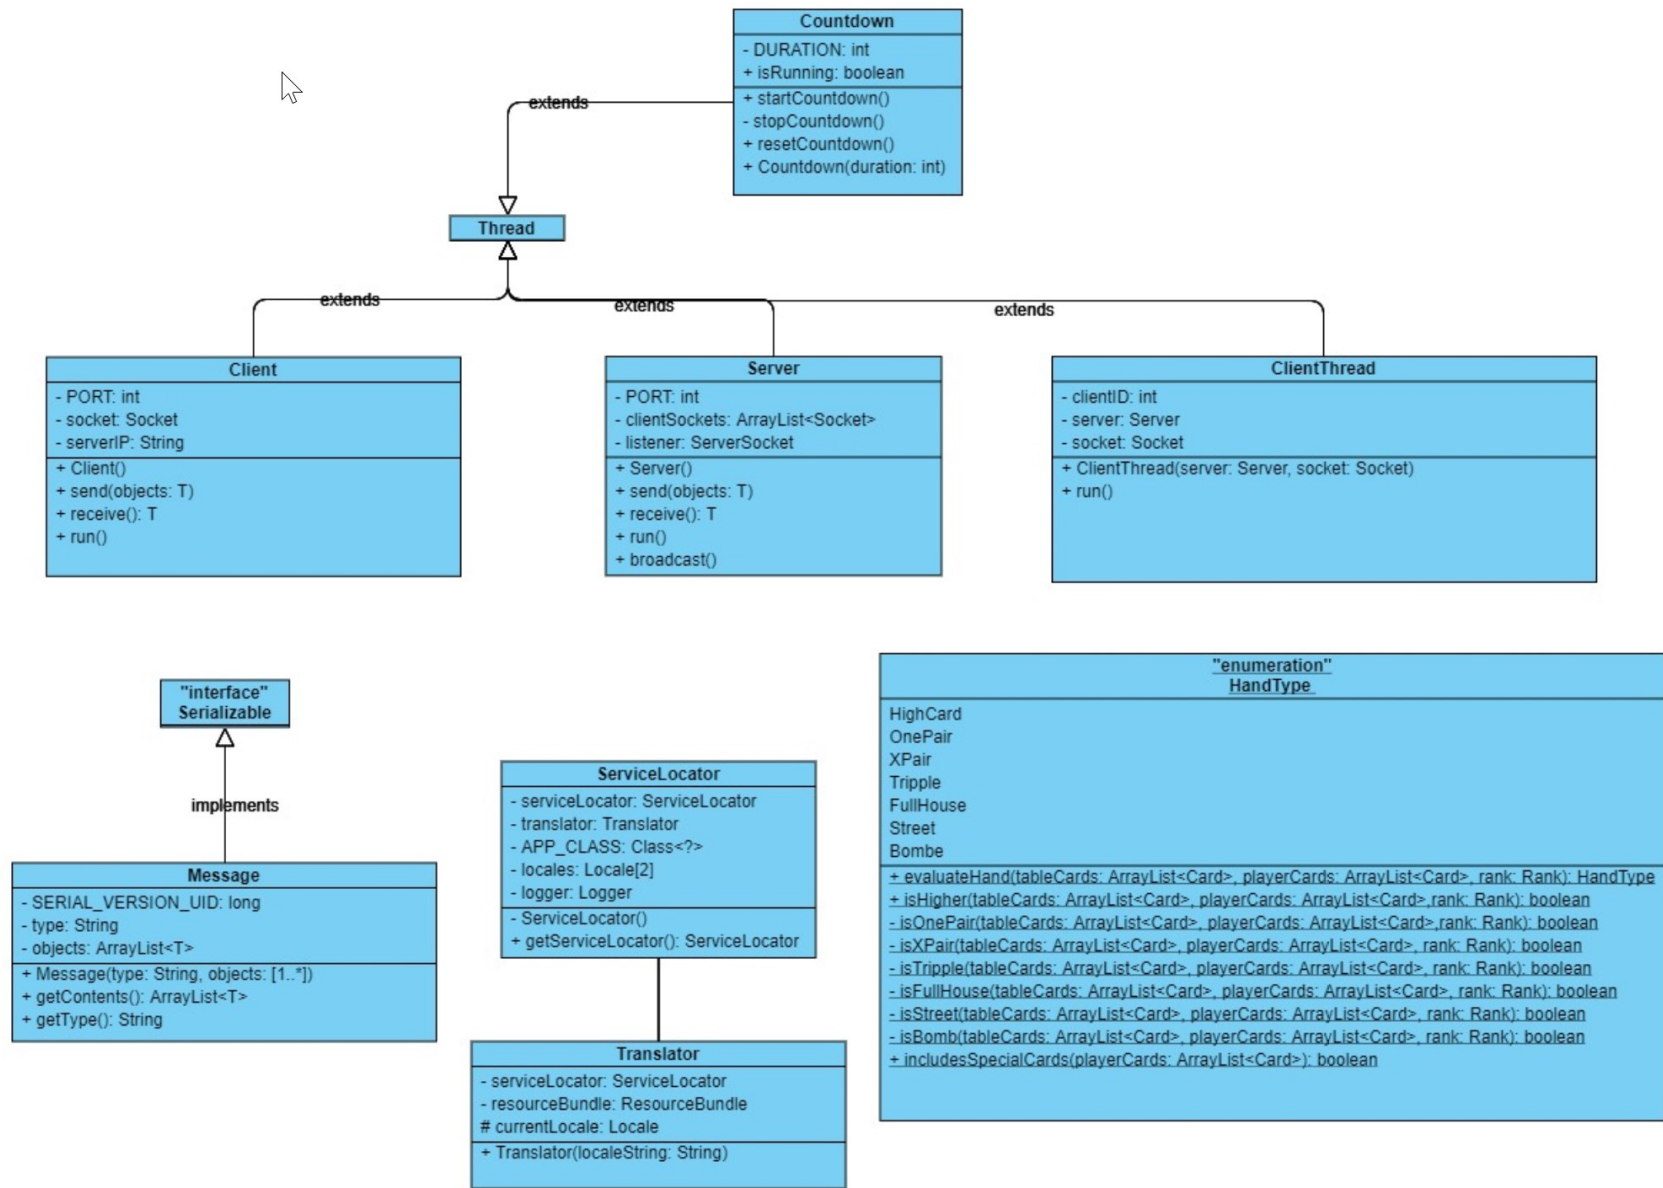 Countdown
- DURATION: int
+ isRunning: boolean
+ startCountdown()
- stopCountdown()
+ resetCountdown()
+ Countdown(duration: int)
extends
Thread
extends
extends
extends
Client
- PORT: int
- socket: Socket
- serverIP: String
+ Client()
+ send(objects: T)
+ receive(): T
+ run()
Server
- PORT: int
- clientSockets: ArrayList<Socket>
- listener: ServerSocket
+ Server()
+ send(objects: T)
+ receive(): T
+ run()
+ broadcast()
ClientThread
- clientID: int
- server: Server
- socket: Socket
+ ClientThread(server: Server, socket: Socket)
+ run()
"interface"
Serializable
implements
Message
- SERIAL_VERSION_UID: long
- type: String
- objects: ArrayList<T>
+ Message(type: String, objects: [1..*])
+ getContents(): ArrayList<T>
+ getType(): String
ServiceLocator
- serviceLocator: ServiceLocator
- translator: Translator
- APP_CLASS: Class<?>
- locales: Locale[2]
- logger: Logger
- ServiceLocator()
+ getServiceLocator(): ServiceLocator
Translator
- serviceLocator: ServiceLocator
- resourceBundle: ResourceBundle
# currentLocale: Locale
+ Translator(localeString: String)
"enumeration"
HandType
HighCard
OnePair
XPair
Tripple
FullHouse
Street
Bombe
+ evaluateHand(tableCards: ArrayList<Card>, playerCards: ArrayList<Card>, rank: Rank): HandType
+ isHigher(tableCards: ArrayList<Card>, playerCards: ArrayList<Card>,rank: Rank): boolean
- isOnePair(tableCards: ArrayList<Card>, playerCards: ArrayList<Card>,rank: Rank): boolean
- isXPair(tableCards: ArrayList<Card>, playerCards: ArrayList<Card>, rank: Rank): boolean
- isTripple(tableCards: ArrayList<Card>, playerCards: ArrayList<Card>, rank: Rank): boolean
- isFullHouse(tableCards: ArrayList<Card>, playerCards: ArrayList<Card>, rank: Rank): boolean
- isStreet(tableCards: ArrayList<Card>, playerCards: ArrayList<Card>, rank: Rank): boolean
- isBomb(tableCards: ArrayList<Card>, playerCards: ArrayList<Card>, rank: Rank): boolean
+ includesSpecialCards(playerCards: ArrayList<Card>): boolean